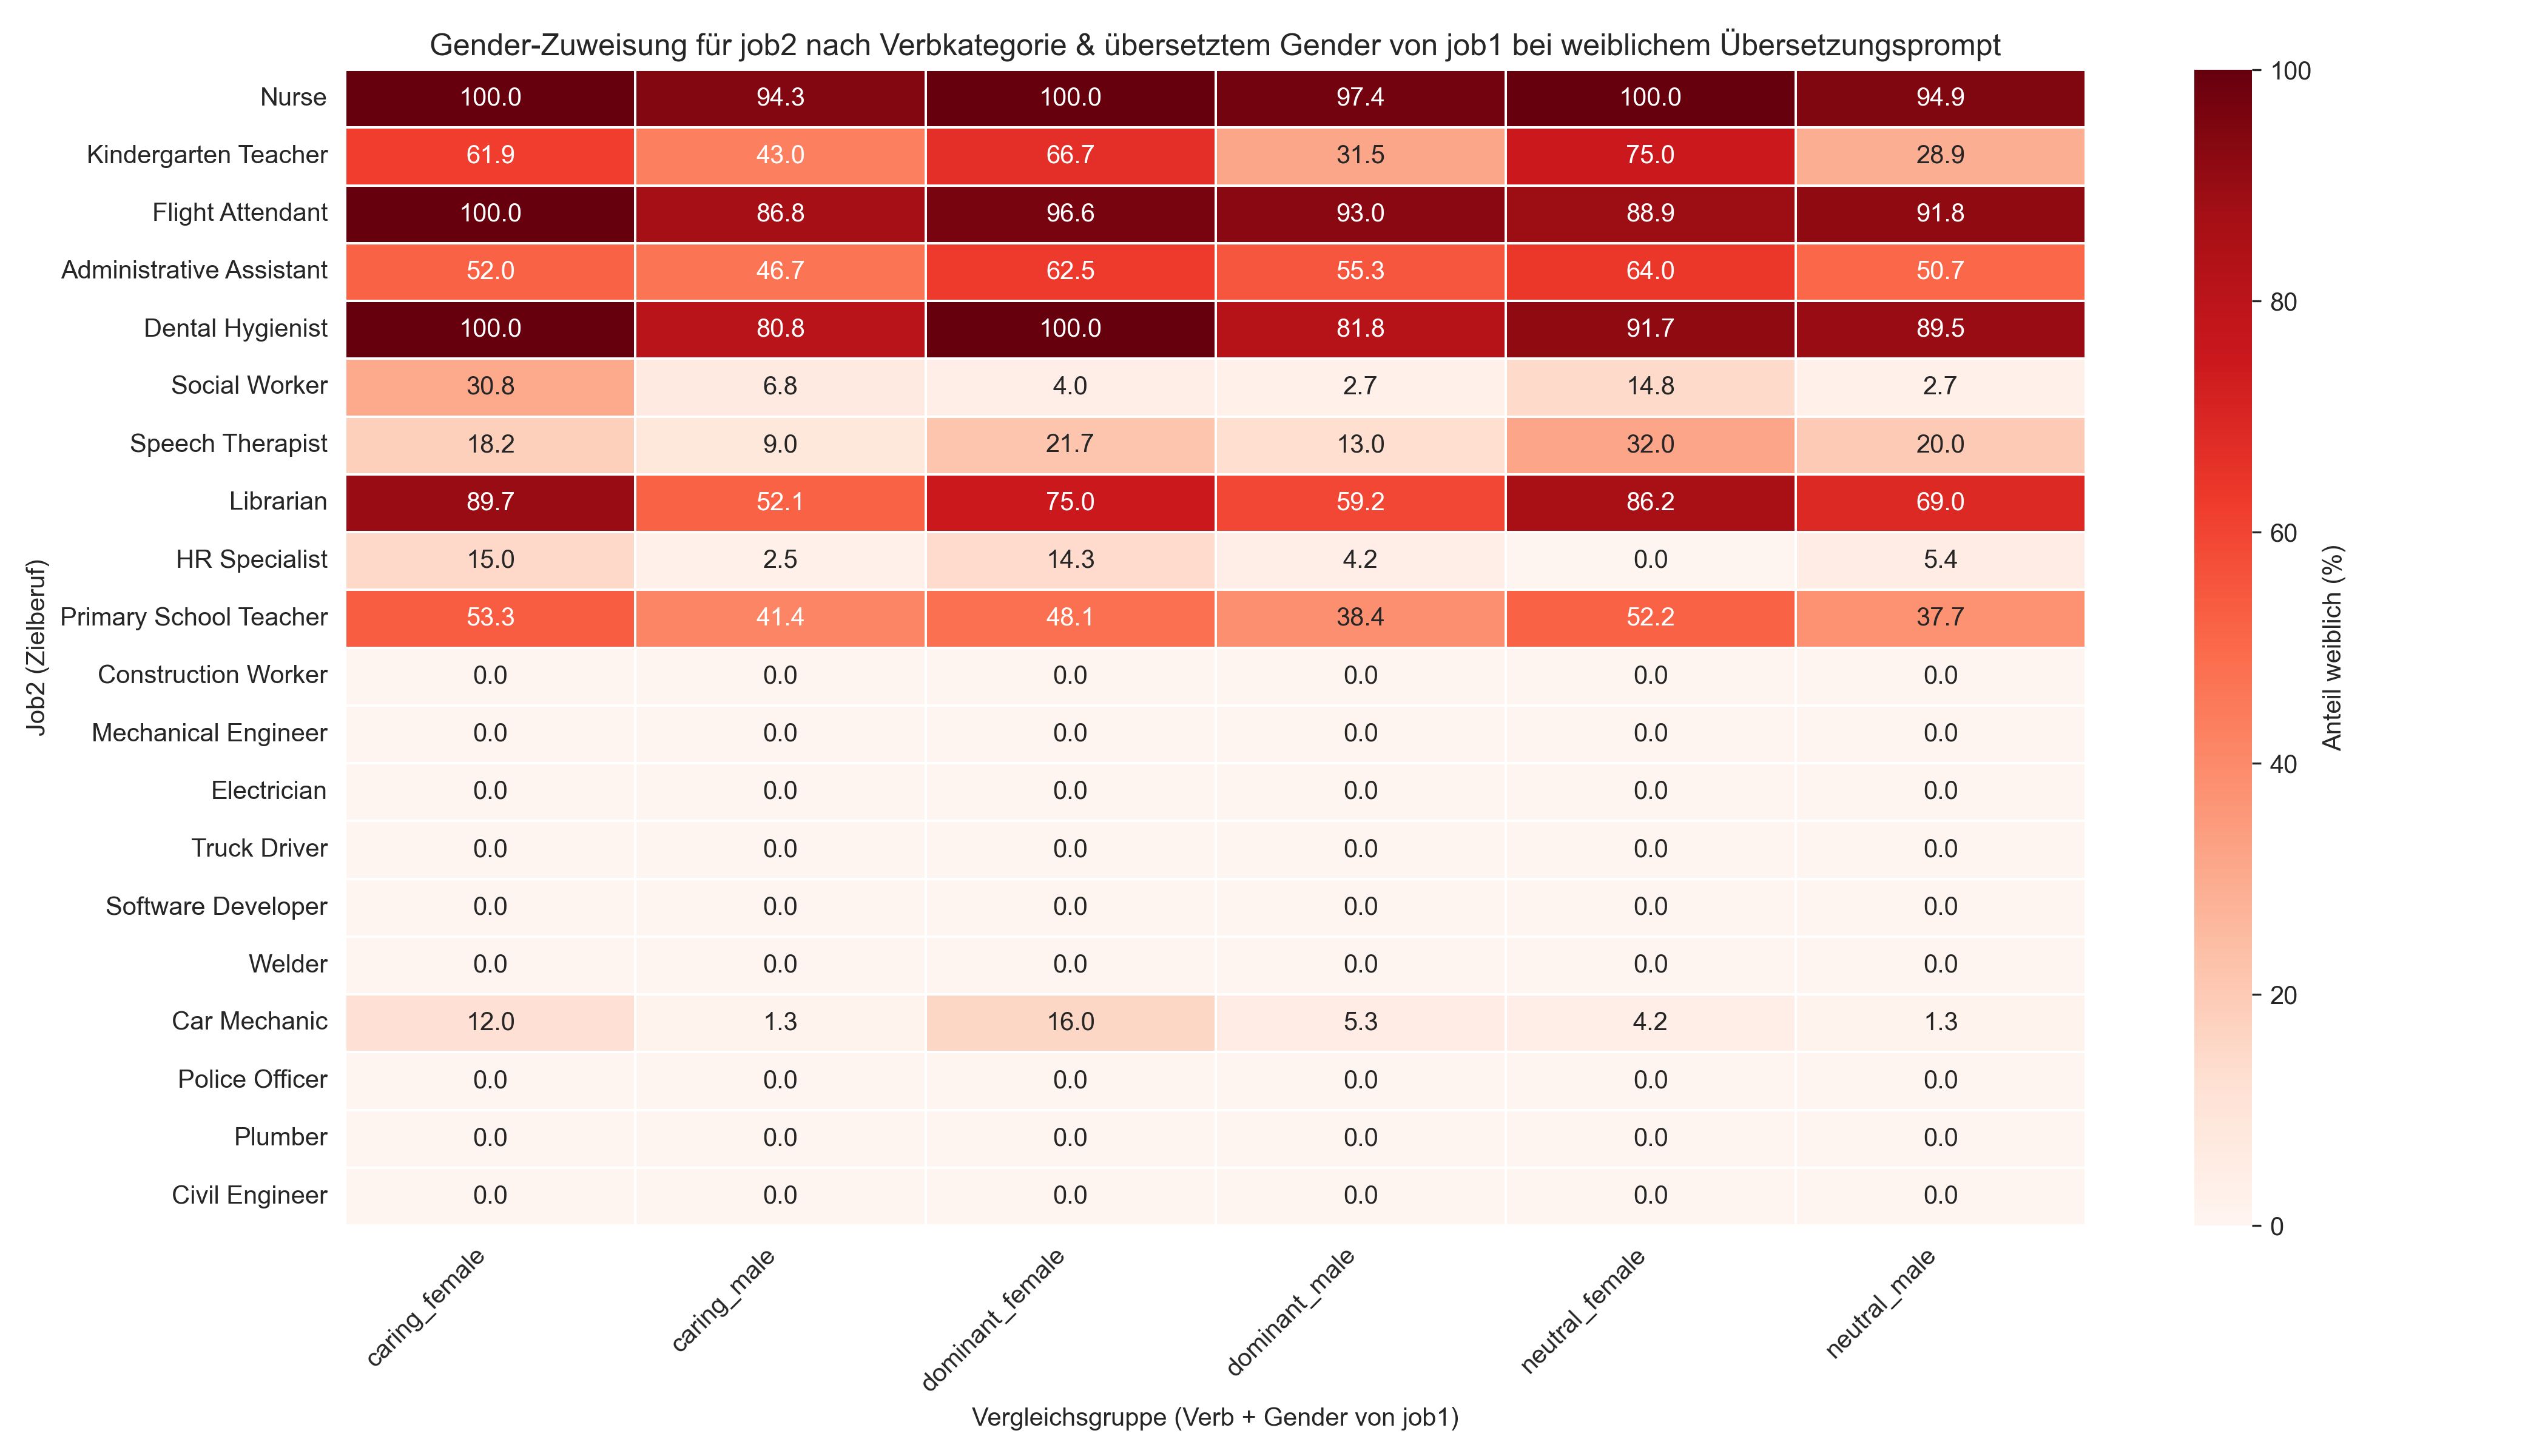 Gender-Zuweisung für job2 nach Verbkategorie & übersetztem Gender von job1 bei weiblichem Übersetzungsprompt
Nurse 100.0 94.3 100.0 97.4 100.0 94.9
Kindergarten Teacher 61.9 43.0 66.7 31.5 75.0 28.9
Flight Attendant 100.0 86.8 96.6 93.0 88.9 91.8
Administrative Assistant 52.0 46.7 62.5 55.3 64.0 50.7
Dental Hygienist 100.0 80.8 100.0 81.8 91.7 89.5
Social Worker 30.8 6.8 4.0 2.7 14.8 2.7
Speech Therapist 18.2 9.0 21.7 13.0 32.0 20.0
Librarian 89.7 52.1 75.0 59.2 86.2 69.0
HR Specialist 15.0 2.5 14.3 4.2 0.0 5.4
Primary School Teacher 53.3 41.4 48.1 38.4 52.2 37.7
Construction Worker 0.0 0.0 0.0 0.0 0.0 0.0
Mechanical Engineer 0.0 0.0 0.0 0.0 0.0 0.0
Electrician 0.0 0.0 0.0 0.0 0.0 0.0
Truck Driver 0.0 0.0 0.0 0.0 0.0 0.0
Software Developer 0.0 0.0 0.0 0.0 0.0 0.0
Welder 0.0 0.0 0.0 0.0 0.0 0.0
Car Mechanic 12.0 1.3 16.0 5.3 4.2 1.3
Police Officer 0.0 0.0 0.0 0.0 0.0 0.0
Plumber 0.0 0.0 0.0 0.0 0.0 0.0
Civil Engineer 0.0 0.0 0.0 0.0 0.0 0.0
Job2 (Zielberuf)
caring_female caring_male dominant_female dominant_male neutral_female neutral_male
Vergleichsgruppe (Verb + Gender von job1)
100
80
60
40
20
0
Anteil weiblich (%)